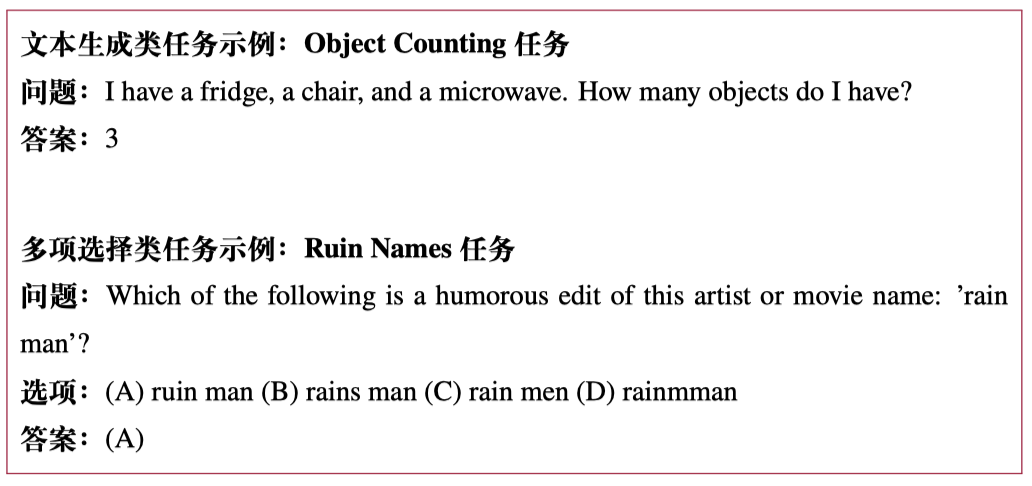 文本生成类任务示例：Object Counting 任务
问题：I have a fridge, a chair, and a microwave. How many objects do I have?
答案：3
多项选择类任务示例：Ruin Names 任务
问题：Which of the following is a humorous edit of this artist or movie name: ’rain
man’?
选项：(A) ruin man (B) rains man (C) rain men (D) rainmman
答案：(A)